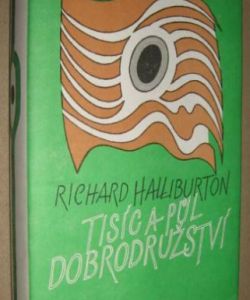 RICHARD HALLIBURTON
TISÍC A PŮL
DOBRODRUŽSTVÍ